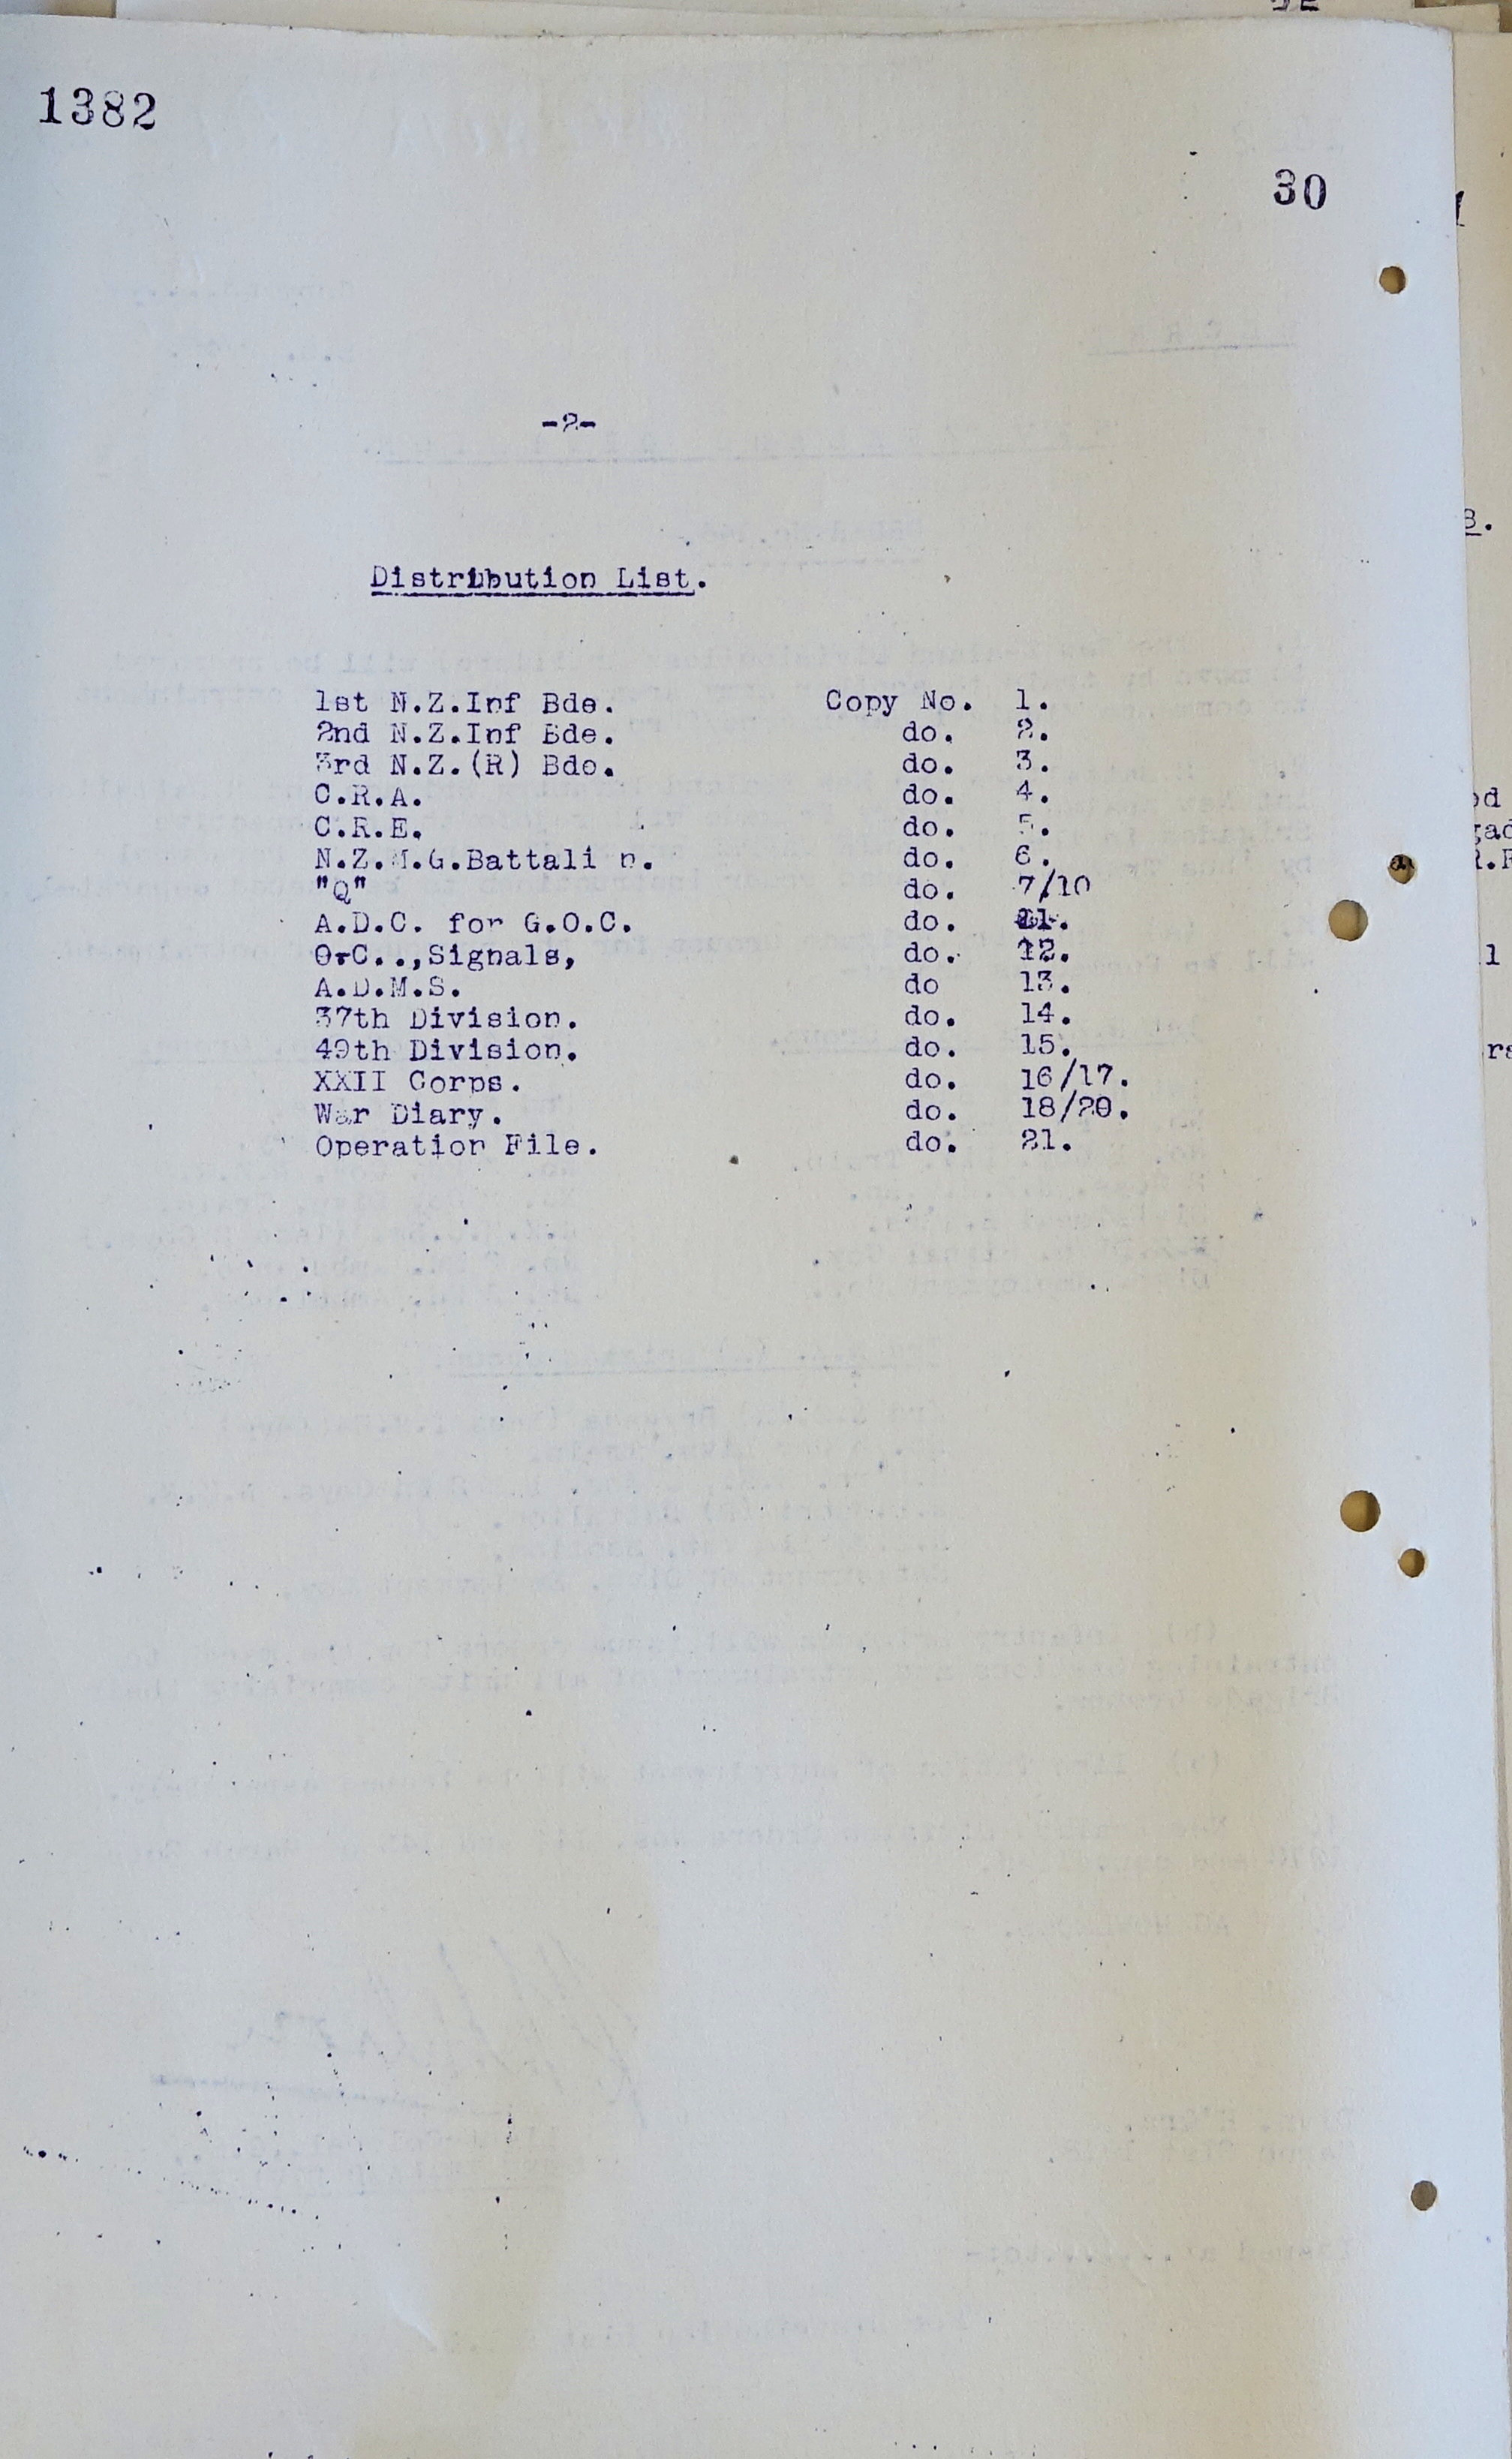 1382
30
-2-
Distribution List.
1st N.Z.Inf Bde. Copy No. 1.
2nd N.Z.Inf Bde. do. 2.
3rd N.Z.(R) Bde. do. 3.
C.R.A. do. 4.
C.R.E. do. 5.
N.Z.M.G.Battali n. do. 6.
"Q" do. 7/10
A.D.C. for G.O.C. do. 11.
O.C..,Signals, do. 12.
A.D.M.S. do 13.
37th Division. do. 14.
49th Division. do. 15.
XXII Corps. do. 16/17.
War Diary. do. 18/20.
Operation File. do. 21.